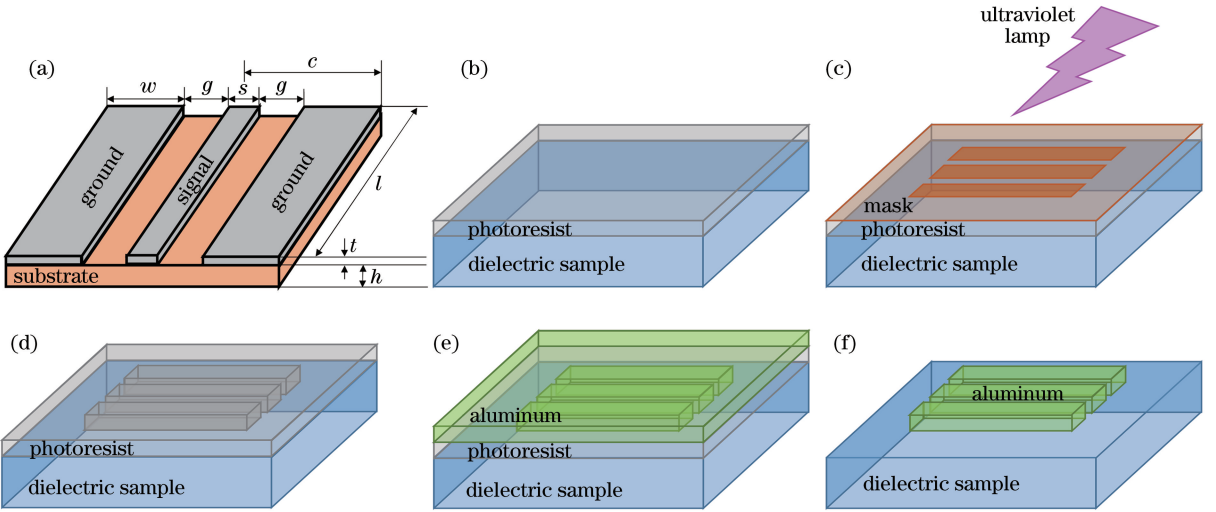 (a)
w
g
s
g
c
ground
signal
ground
l
t
h
substrate
(b)
photoresist
dielectric sample
(c)
ultraviolet
lamp
mask
photoresist
dielectric sample
(d)
photoresist
dielectric sample
(e)
aluminum
photoresist
dielectric sample
(f)
aluminum
dielectric sample